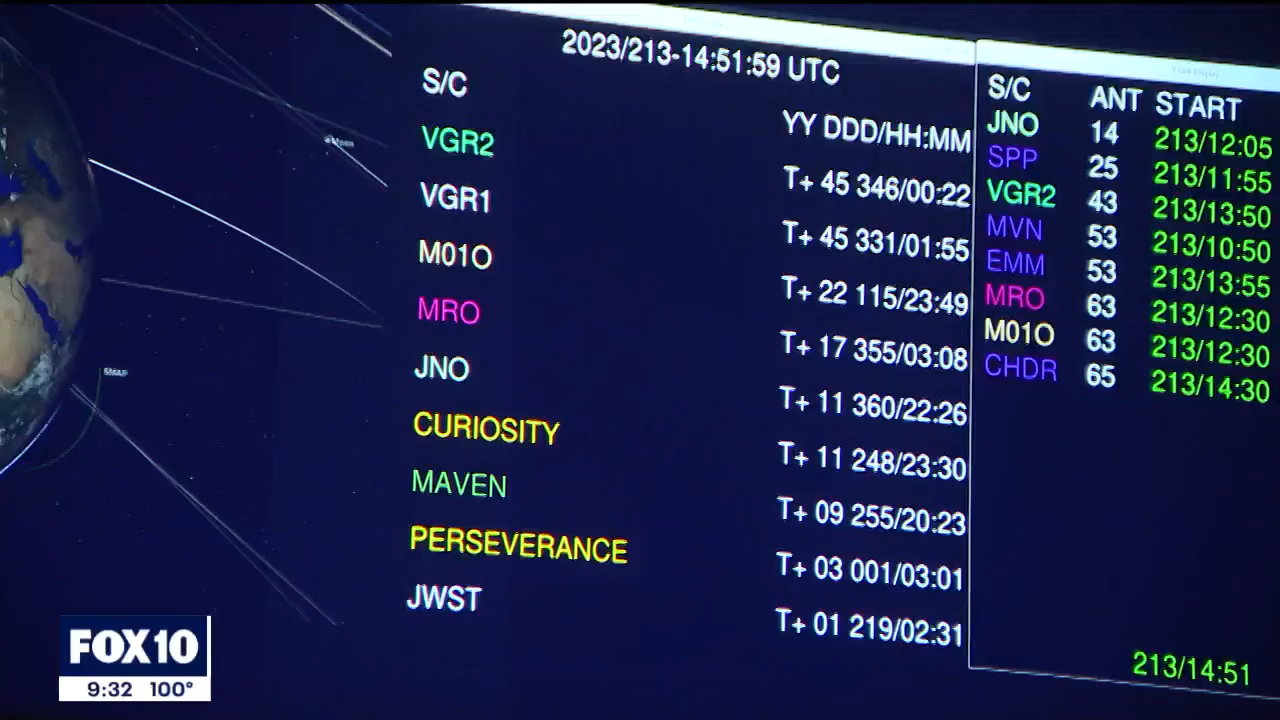 2023/213-14:51:59 UTC
S/C YY DDD/HH:MM
VGR2 T+ 45 346/00:22
VGR1 T+ 45 331/01:55
M01O T+ 22 115/23:49
MRO T+ 17 355/03:08
JNO T+ 11 360/22:26
CURIOSITY T+ 11 248/23:30
MAVEN T+ 09 255/20:23
PERSEVERANCE T+ 03 001/03:01
JWST T+ 01 219/02:31
Track Display
S/C ANT START
JNO 14 213/12:05
SPP 25 213/11:55
VGR2 43 213/13:50
MVN 53 213/10:50
EMM 53 213/13:55
MRO 63 213/12:30
M01O 63 213/12:30
CHDR 65 213/14:30
213/14:51
SMAP
FOX 10
9:32 100°